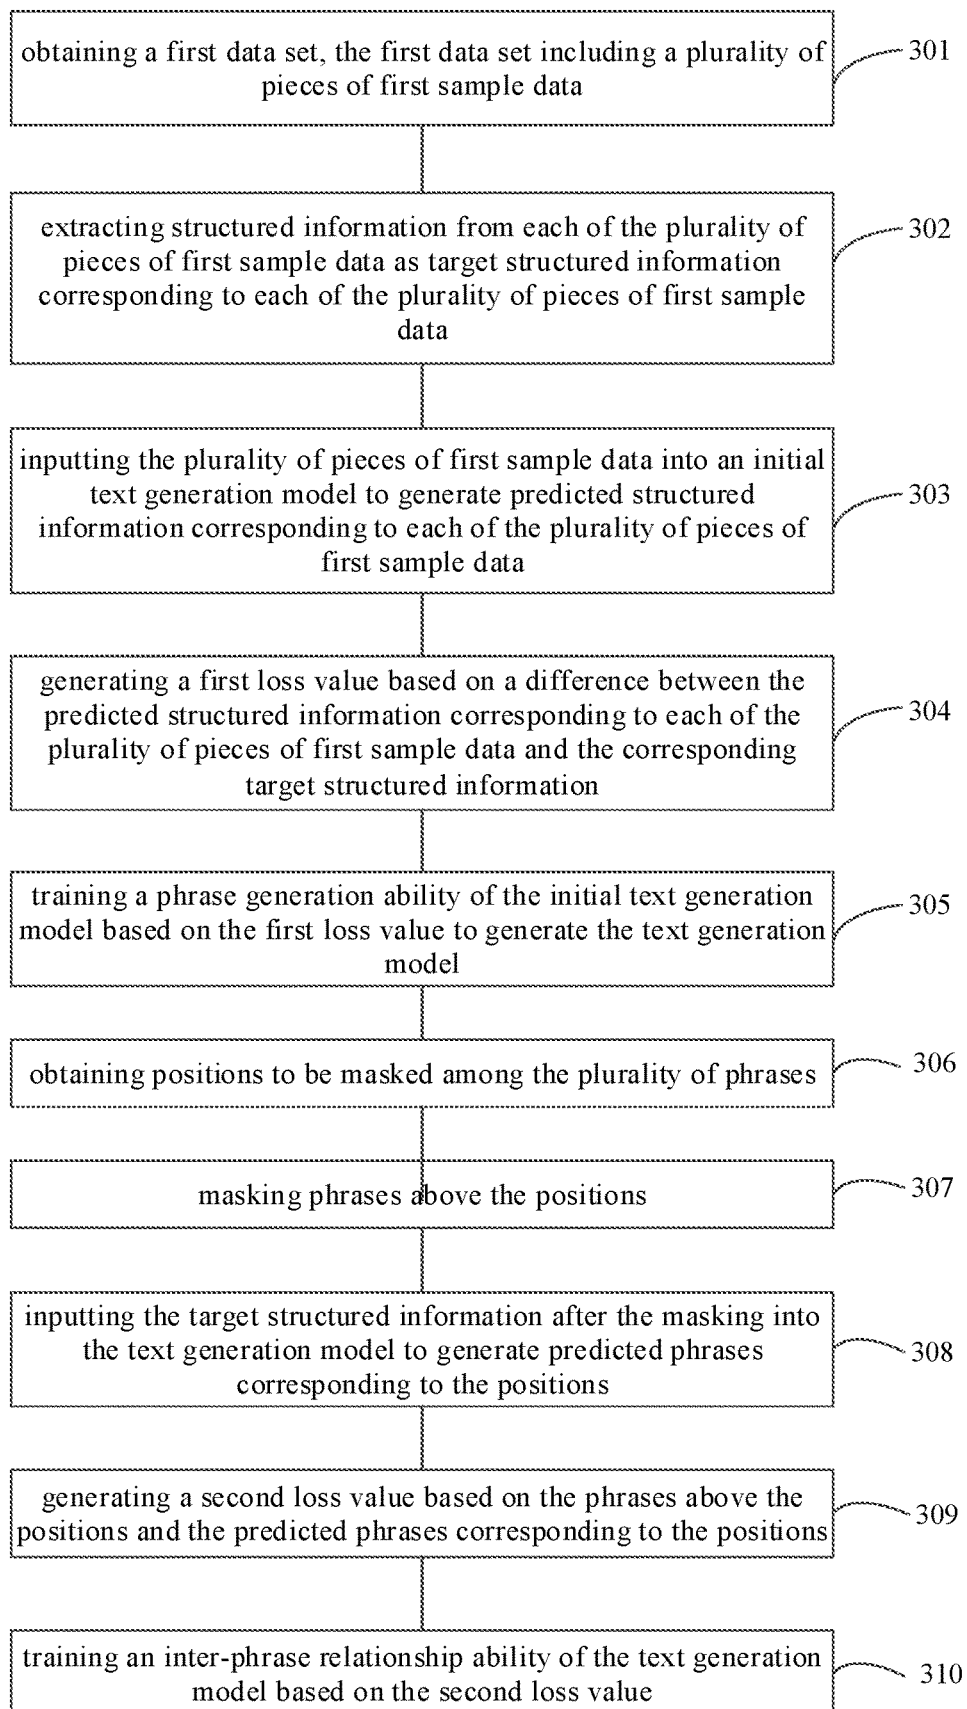 obtaining a first data set, the first data set including a plurality of
pieces of first sample data
301
extracting structured information from each of the plurality of
pieces of first sample data as target structured information
corresponding to each of the plurality of pieces of first sample
data
302
inputting the plurality of pieces of first sample data into an initial
text generation model to generate predicted structured
information corresponding to each of the plurality of pieces of
first sample data
303
generating a first loss value based on a difference between the
predicted structured information corresponding to each of the
plurality of pieces of first sample data and the corresponding
target structured information
304
training a phrase generation ability of the initial text generation
model based on the first loss value to generate the text generation
model
305
obtaining positions to be masked among the plurality of phrases
306
masking phrases above the positions
307
inputting the target structured information after the masking into
the text generation model to generate predicted phrases
corresponding to the positions
308
generating a second loss value based on the phrases above the
positions and the predicted phrases corresponding to the positions
309
training an inter-phrase relationship ability of the text generation
model based on the second loss value
310